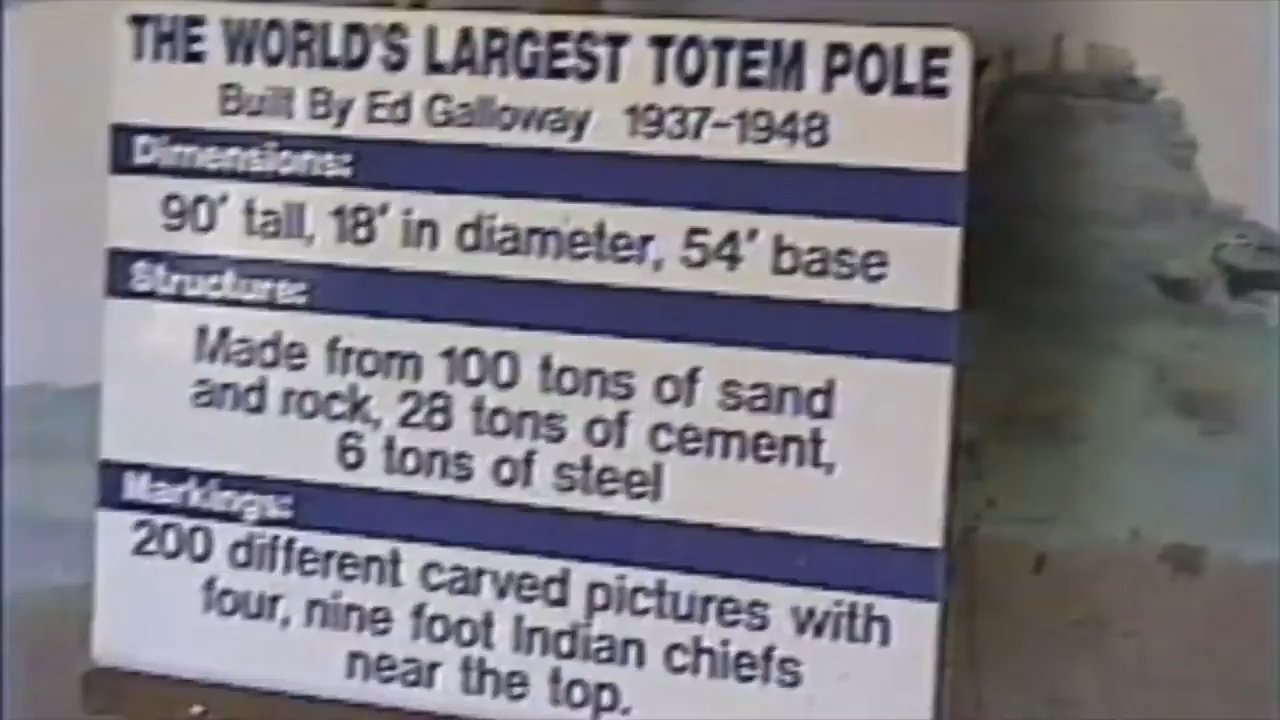 THE WORLD'S LARGEST TOTEM POLE
Built By Ed Galloway 1937-1948
Dimensions:
90' tall, 18' in diameter, 54' base
Structure:
Made from 100 tons of sand
and rock, 28 tons of cement,
6 tons of steel
Markings:
200 different carved pictures with
four, nine foot Indian chiefs
near the top.